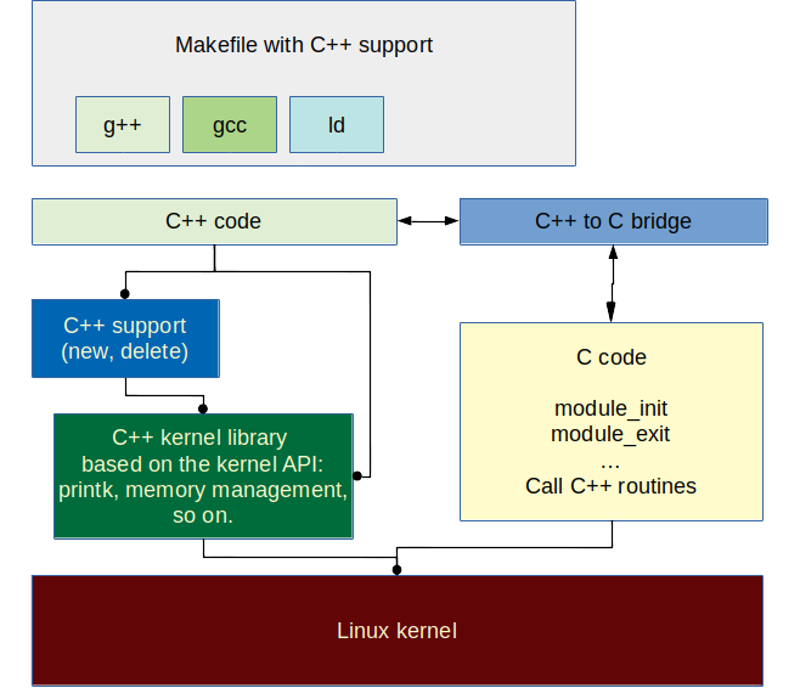 Makefile with C++ support
g++
gcc
ld
C++ code
C++ to C bridge
C++ support
(new, delete)
C code
module_init
module_exit
...
Call C++ routines
C++ kernel library
based on the kernel API:
printk, memory management,
so on.
Linux kernel